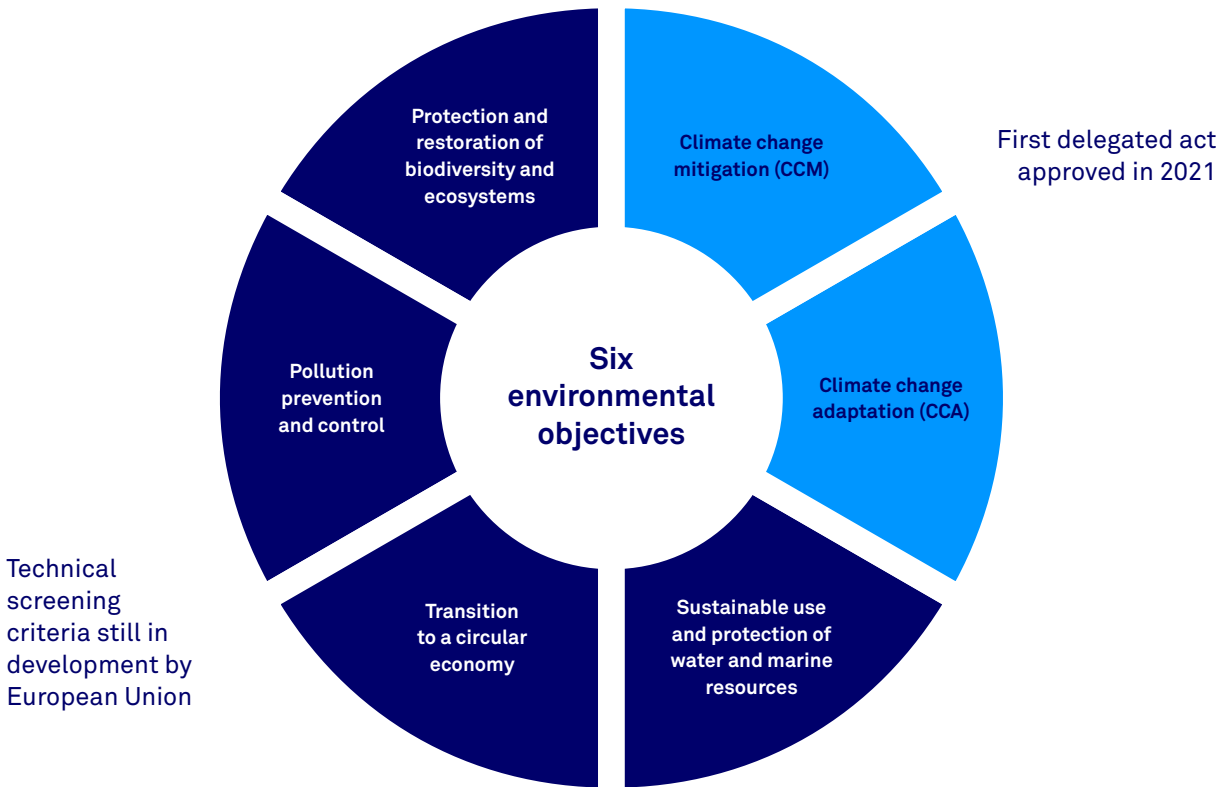 Protection and
restoration of
biodiversity and
ecosystems
Climate change
mitigation (CCM)
First delegated act
approved in 2021
Pollution
prevention
and control
Six
environmental
objectives
Climate change
adaptation (CCA)
Technical
screening
criteria still in
development by
European Union
Transition
to a circular
economy
Sustainable use
and protection of
water and marine
resources